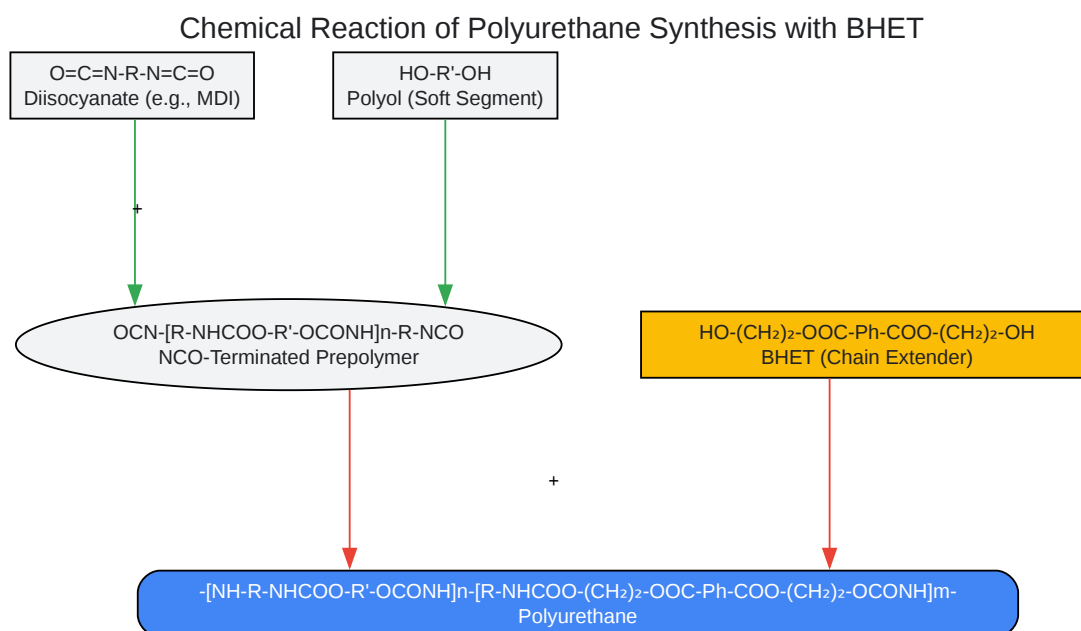 Chemical Reaction of Polyurethane Synthesis with BHET
O=C=N-R-N=C=O
Diisocyanate (e.g., MDI)
HO-R'-OH
Polyol (Soft Segment)
+
OCN-[R-NHCOO-R'-OCONH]n-R-NCO
NCO-Terminated Prepolymer
HO-(CH₂)₂-OOC-Ph-COO-(CH₂)₂-OH
BHET (Chain Extender)
+
-[NH-R-NHCOO-R'-OCONH]n-[R-NHCOO-(CH₂)₂-OOC-Ph-COO-(CH₂)₂-OCONH]m-
Polyurethane